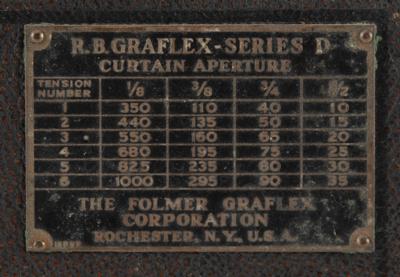 R.B. GRAFLEX-SERIES D
CURTAIN APERTURE
TENSION NUMBER 1/8 3/8 3/4 1 1/2
1 350 110 40 10
2 440 135 50 15
3 550 160 65 20
4 680 195 75 25
5 825 235 80 30
6 1000 295 90 35
THE FOLMER GRAFLEX
CORPORATION
ROCHESTER, N.Y., U.S.A.